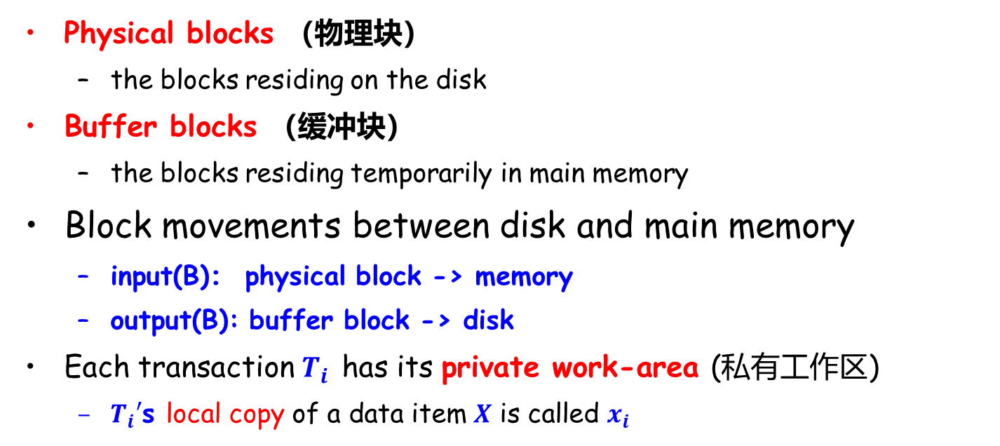 • Physical blocks (物理块)
– the blocks residing on the disk
• Buffer blocks (缓冲块)
– the blocks residing temporarily in main memory
• Block movements between disk and main memory
– input(B): physical block -> memory
– output(B): buffer block -> disk
• Each transaction Tᵢ has its private work-area (私有工作区)
– Tᵢ's local copy of a data item X is called xᵢ